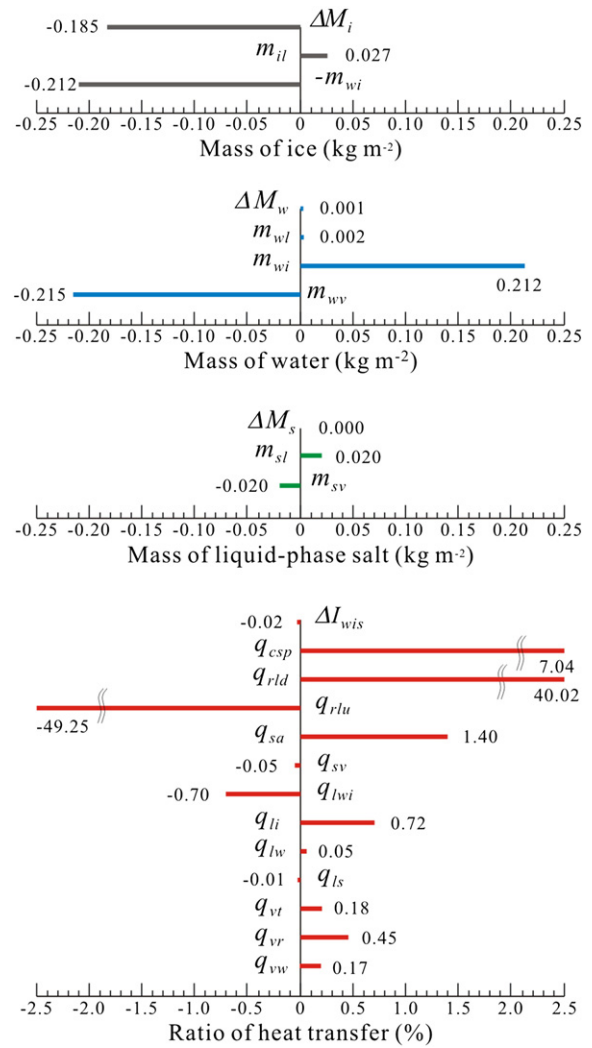 -0.185 ΔM_i
m_il 0.027
-0.212 -m_wi
-0.25 -0.20 -0.15 -0.10 -0.05 0 0.05 0.10 0.15 0.20 0.25
Mass of ice (kg m⁻²)
ΔM_w 0.001
m_wl 0.002
m_wi 0.212
-0.215 m_wv
-0.25 -0.20 -0.15 -0.10 -0.05 0 0.05 0.10 0.15 0.20 0.25
Mass of water (kg m⁻²)
ΔM_s 0.000
m_sl 0.020
-0.020 m_sv
-0.25 -0.20 -0.15 -0.10 -0.05 0 0.05 0.10 0.15 0.20 0.25
Mass of liquid-phase salt (kg m⁻²)
-0.02 ΔI_wis
q_csp 7.04
q_rld 40.02
-49.25 q_rlu
q_sa 1.40
-0.05 q_sv
-0.70 q_lwi
q_li 0.72
q_lw 0.05
-0.01 q_ls
q_vt 0.18
q_vr 0.45
q_vw 0.17
-2.5 -2.0 -1.5 -1.0 -0.5 0 0.5 1.0 1.5 2.0 2.5
Ratio of heat transfer (%)